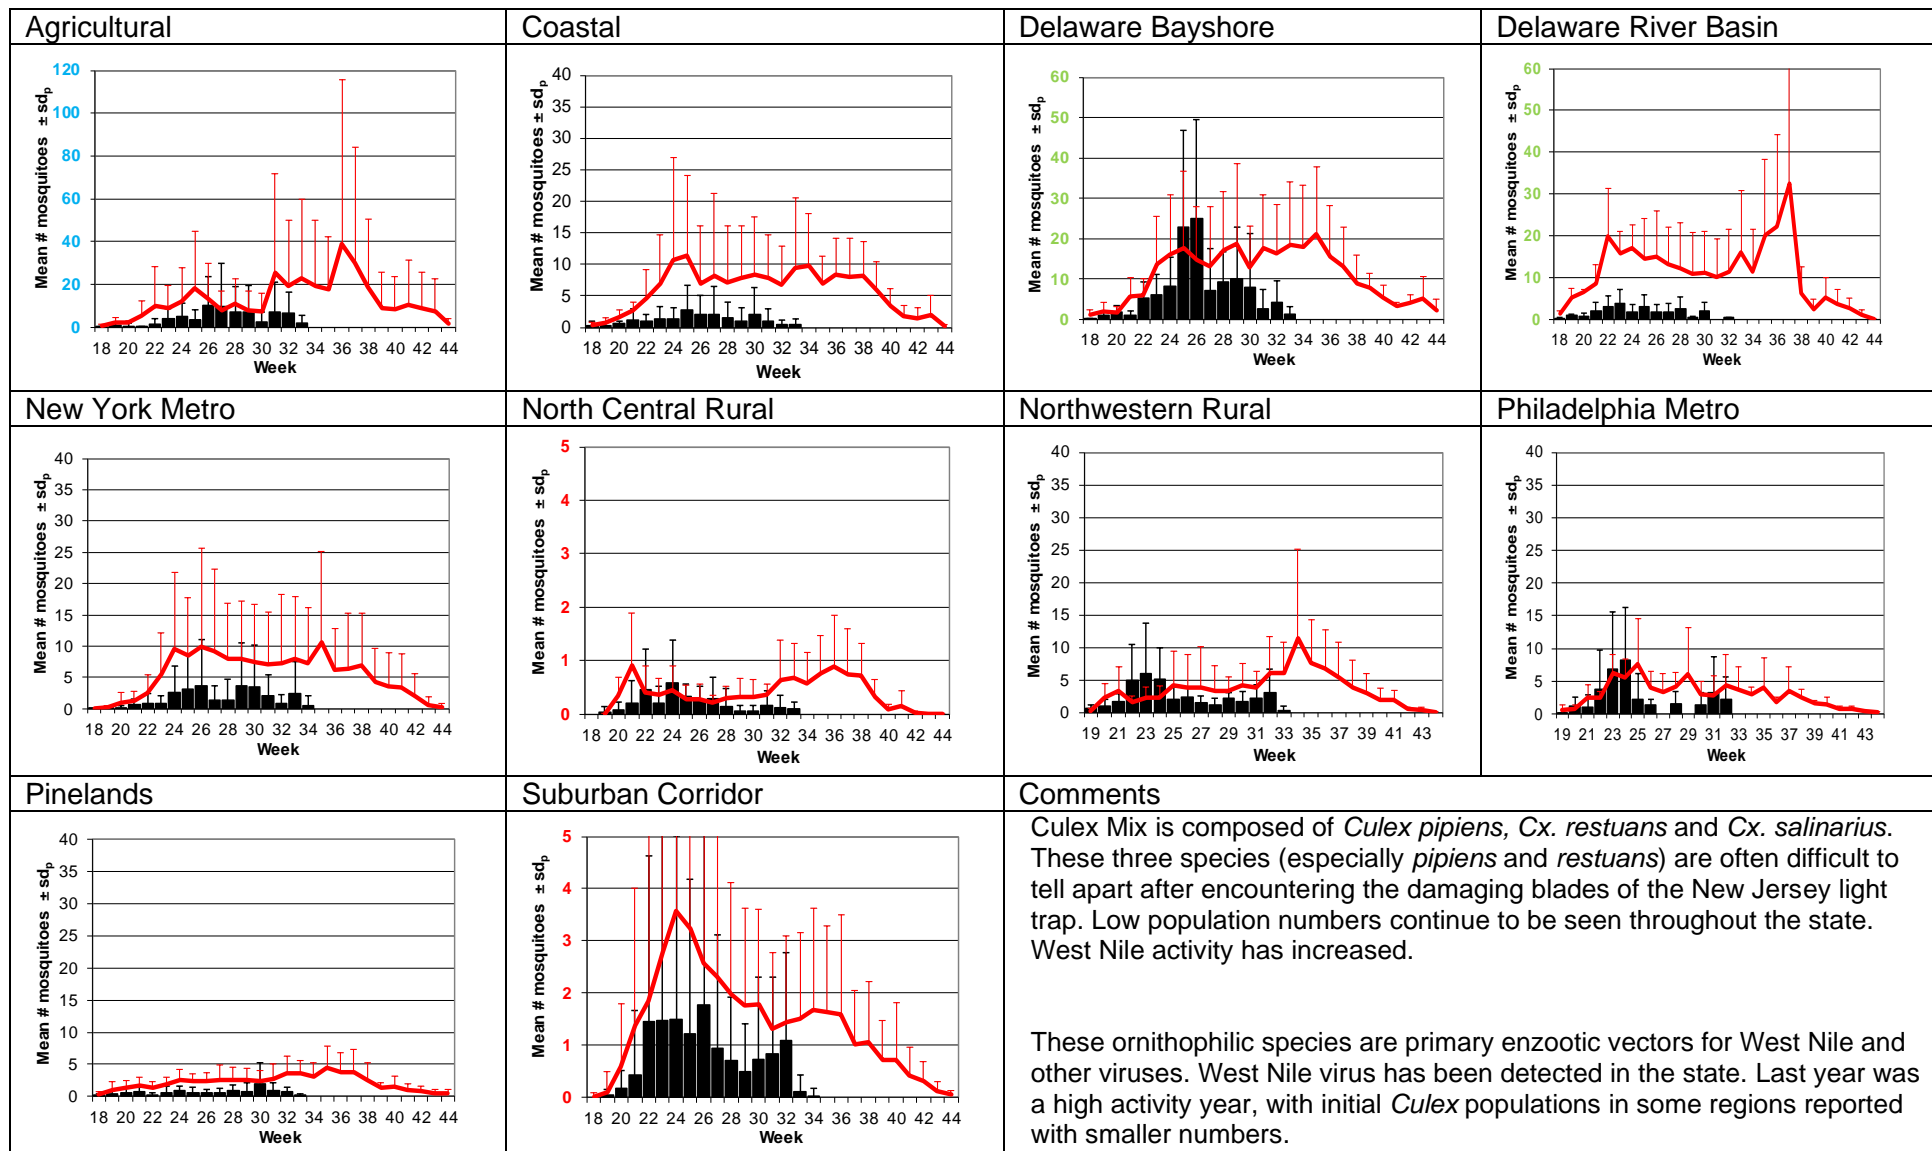 Agricultural
Coastal
Delaware Bayshore
Delaware River Basin
Mean # mosquitoes ± sdp
120
100
80
60
40
20
0
18 20 22 24 26 28 30 32 34 36 38 40 42 44
Week
Mean # mosquitoes ± sdp
40
35
30
25
20
15
10
5
0
18 20 22 24 26 28 30 32 34 36 38 40 42 44
Week
Mean # mosquitoes ± sdp
60
50
40
30
20
10
0
18 20 22 24 26 28 30 32 34 36 38 40 42 44
Week
Mean # mosquitoes ± sdp
60
50
40
30
20
10
0
18 20 22 24 26 28 30 32 34 36 38 40 42 44
Week
New York Metro
North Central Rural
Northwestern Rural
Philadelphia Metro
Mean # mosquitoes ± sdp
40
35
30
25
20
15
10
5
0
18 20 22 24 26 28 30 32 34 36 38 40 42 44
Week
Mean # mosquitoes ± sdp
5
4
3
2
1
0
18 20 22 24 26 28 30 32 34 36 38 40 42 44
Week
Mean # mosquitoes ± sdp
40
35
30
25
20
15
10
5
0
19 21 23 25 27 29 31 33 35 37 39 41 43
Week
Mean # mosquitoes ± sdp
40
35
30
25
20
15
10
5
0
19 21 23 25 27 29 31 33 35 37 39 41 43
Week
Pinelands
Suburban Corridor
Comments
Mean # mosquitoes ± sdp
40
35
30
25
20
15
10
5
0
18 20 22 24 26 28 30 32 34 36 38 40 42 44
Week
Mean # mosquitoes ± sdp
5
4
3
2
1
0
18 20 22 24 26 28 30 32 34 36 38 40 42 44
Week
Culex Mix is composed of Culex pipiens, Cx. restuans and Cx. salinarius.
These three species (especially pipiens and restuans) are often difficult to
tell apart after encountering the damaging blades of the New Jersey light
trap. Low population numbers continue to be seen throughout the state.
West Nile activity has increased.
These ornithophilic species are primary enzootic vectors for West Nile and
other viruses. West Nile virus has been detected in the state. Last year was
a high activity year, with initial Culex populations in some regions reported
with smaller numbers.